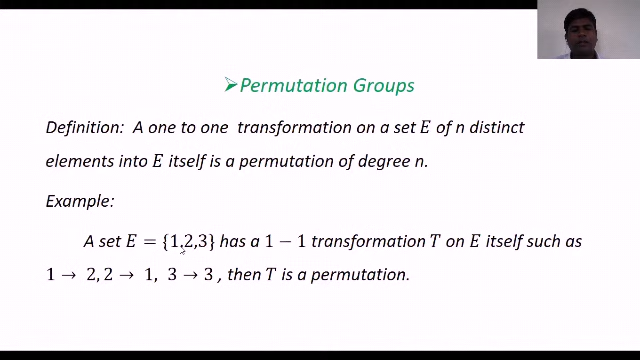 ➢Permutation Groups
Definition: A one to one transformation on a set E of n distinct
elements into E itself is a permutation of degree n.
Example:
A set E = {1,2,3} has a 1 − 1 transformation T on E itself such as
1 → 2, 2 → 1, 3 → 3 , then T is a permutation.